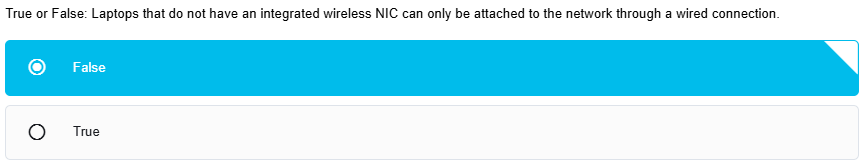 True or False: Laptops that do not have an integrated wireless NIC can only be attached to the network through a wired connection.
False
True